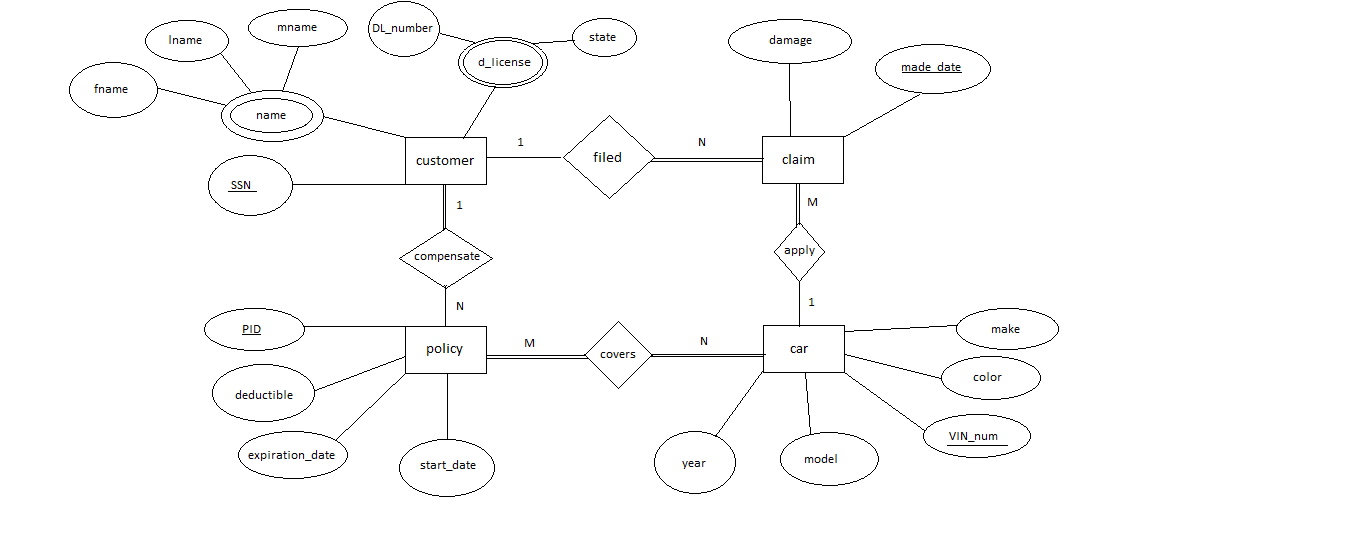 mname
DL_number
state
lname
damage
d_license
made_date
fname
name
1
N
customer
filed
claim
SSN
1
M
compensate
apply
N
1
PID
make
policy
M
covers
N
car
color
deductible
VIN_num
expiration_date
start_date
year
model